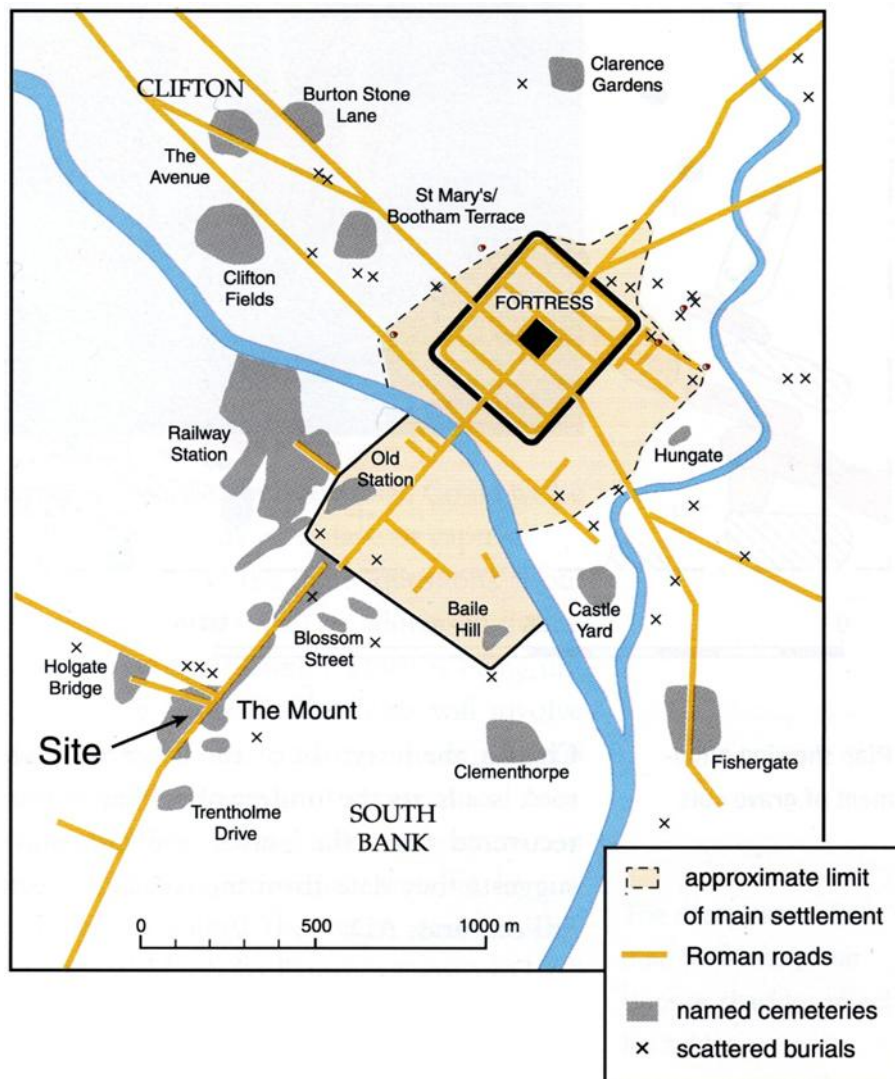 CLIFTON
Burton Stone
Lane
Clarence
Gardens
The
Avenue
St Mary's/
Bootham Terrace
Clifton
Fields
FORTRESS
Railway
Station
Old
Station
Hungate
Baile
Hill
Castle
Yard
Blossom
Street
Holgate
Bridge
The Mount
Site
Clementhorpe
Fishergate
Trentholme
Drive
SOUTH
BANK
0 500 1000 m
approximate limit
of main settlement
Roman roads
named cemeteries
scattered burials